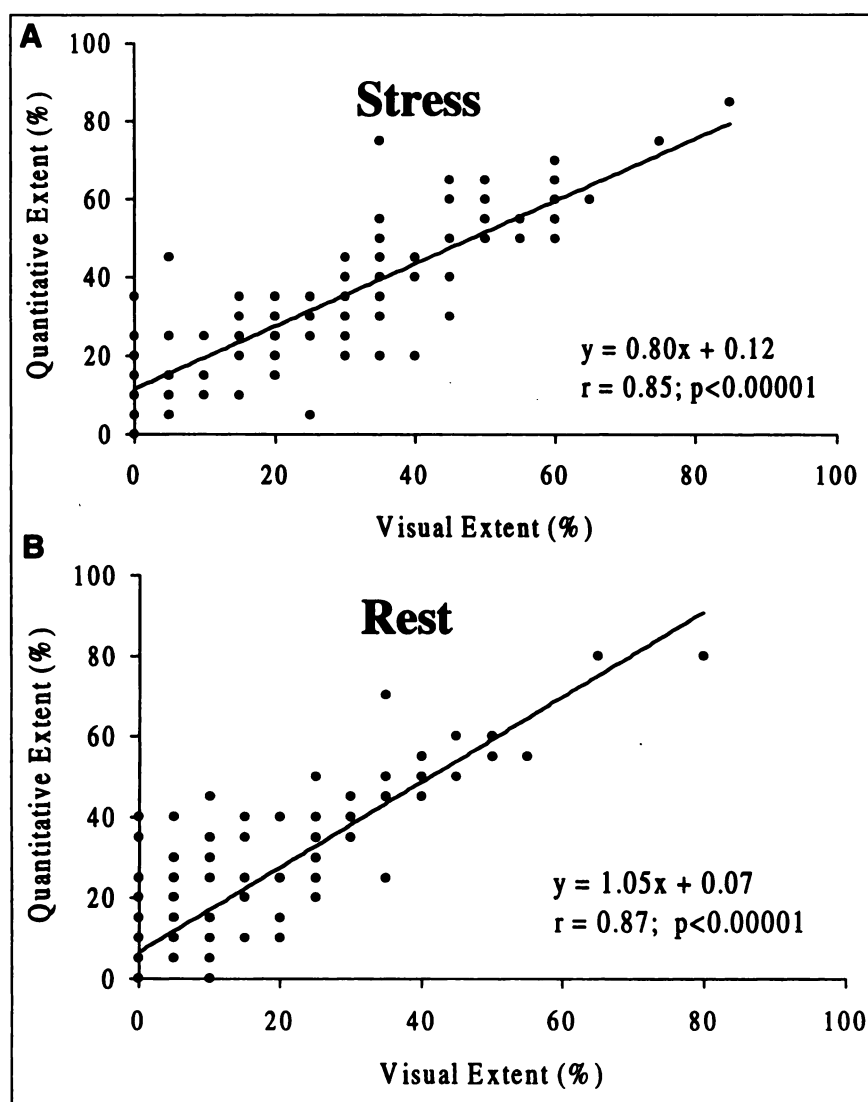 A
Stress
Quantitative Extent (%)
100
80
60
40
20
0
y = 0.80x + 0.12
r = 0.85; p<0.00001
0 20 40 60 80 100
Visual Extent (%)
B
Rest
Quantitative Extent (%)
100
80
60
40
20
0
y = 1.05x + 0.07
r = 0.87; p<0.00001
0 20 40 60 80 100
Visual Extent (%)